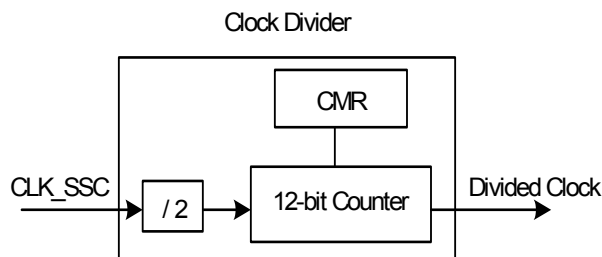 Clock Divider
CMR
CLK_SSC
/ 2
12-bit Counter
Divided Clock